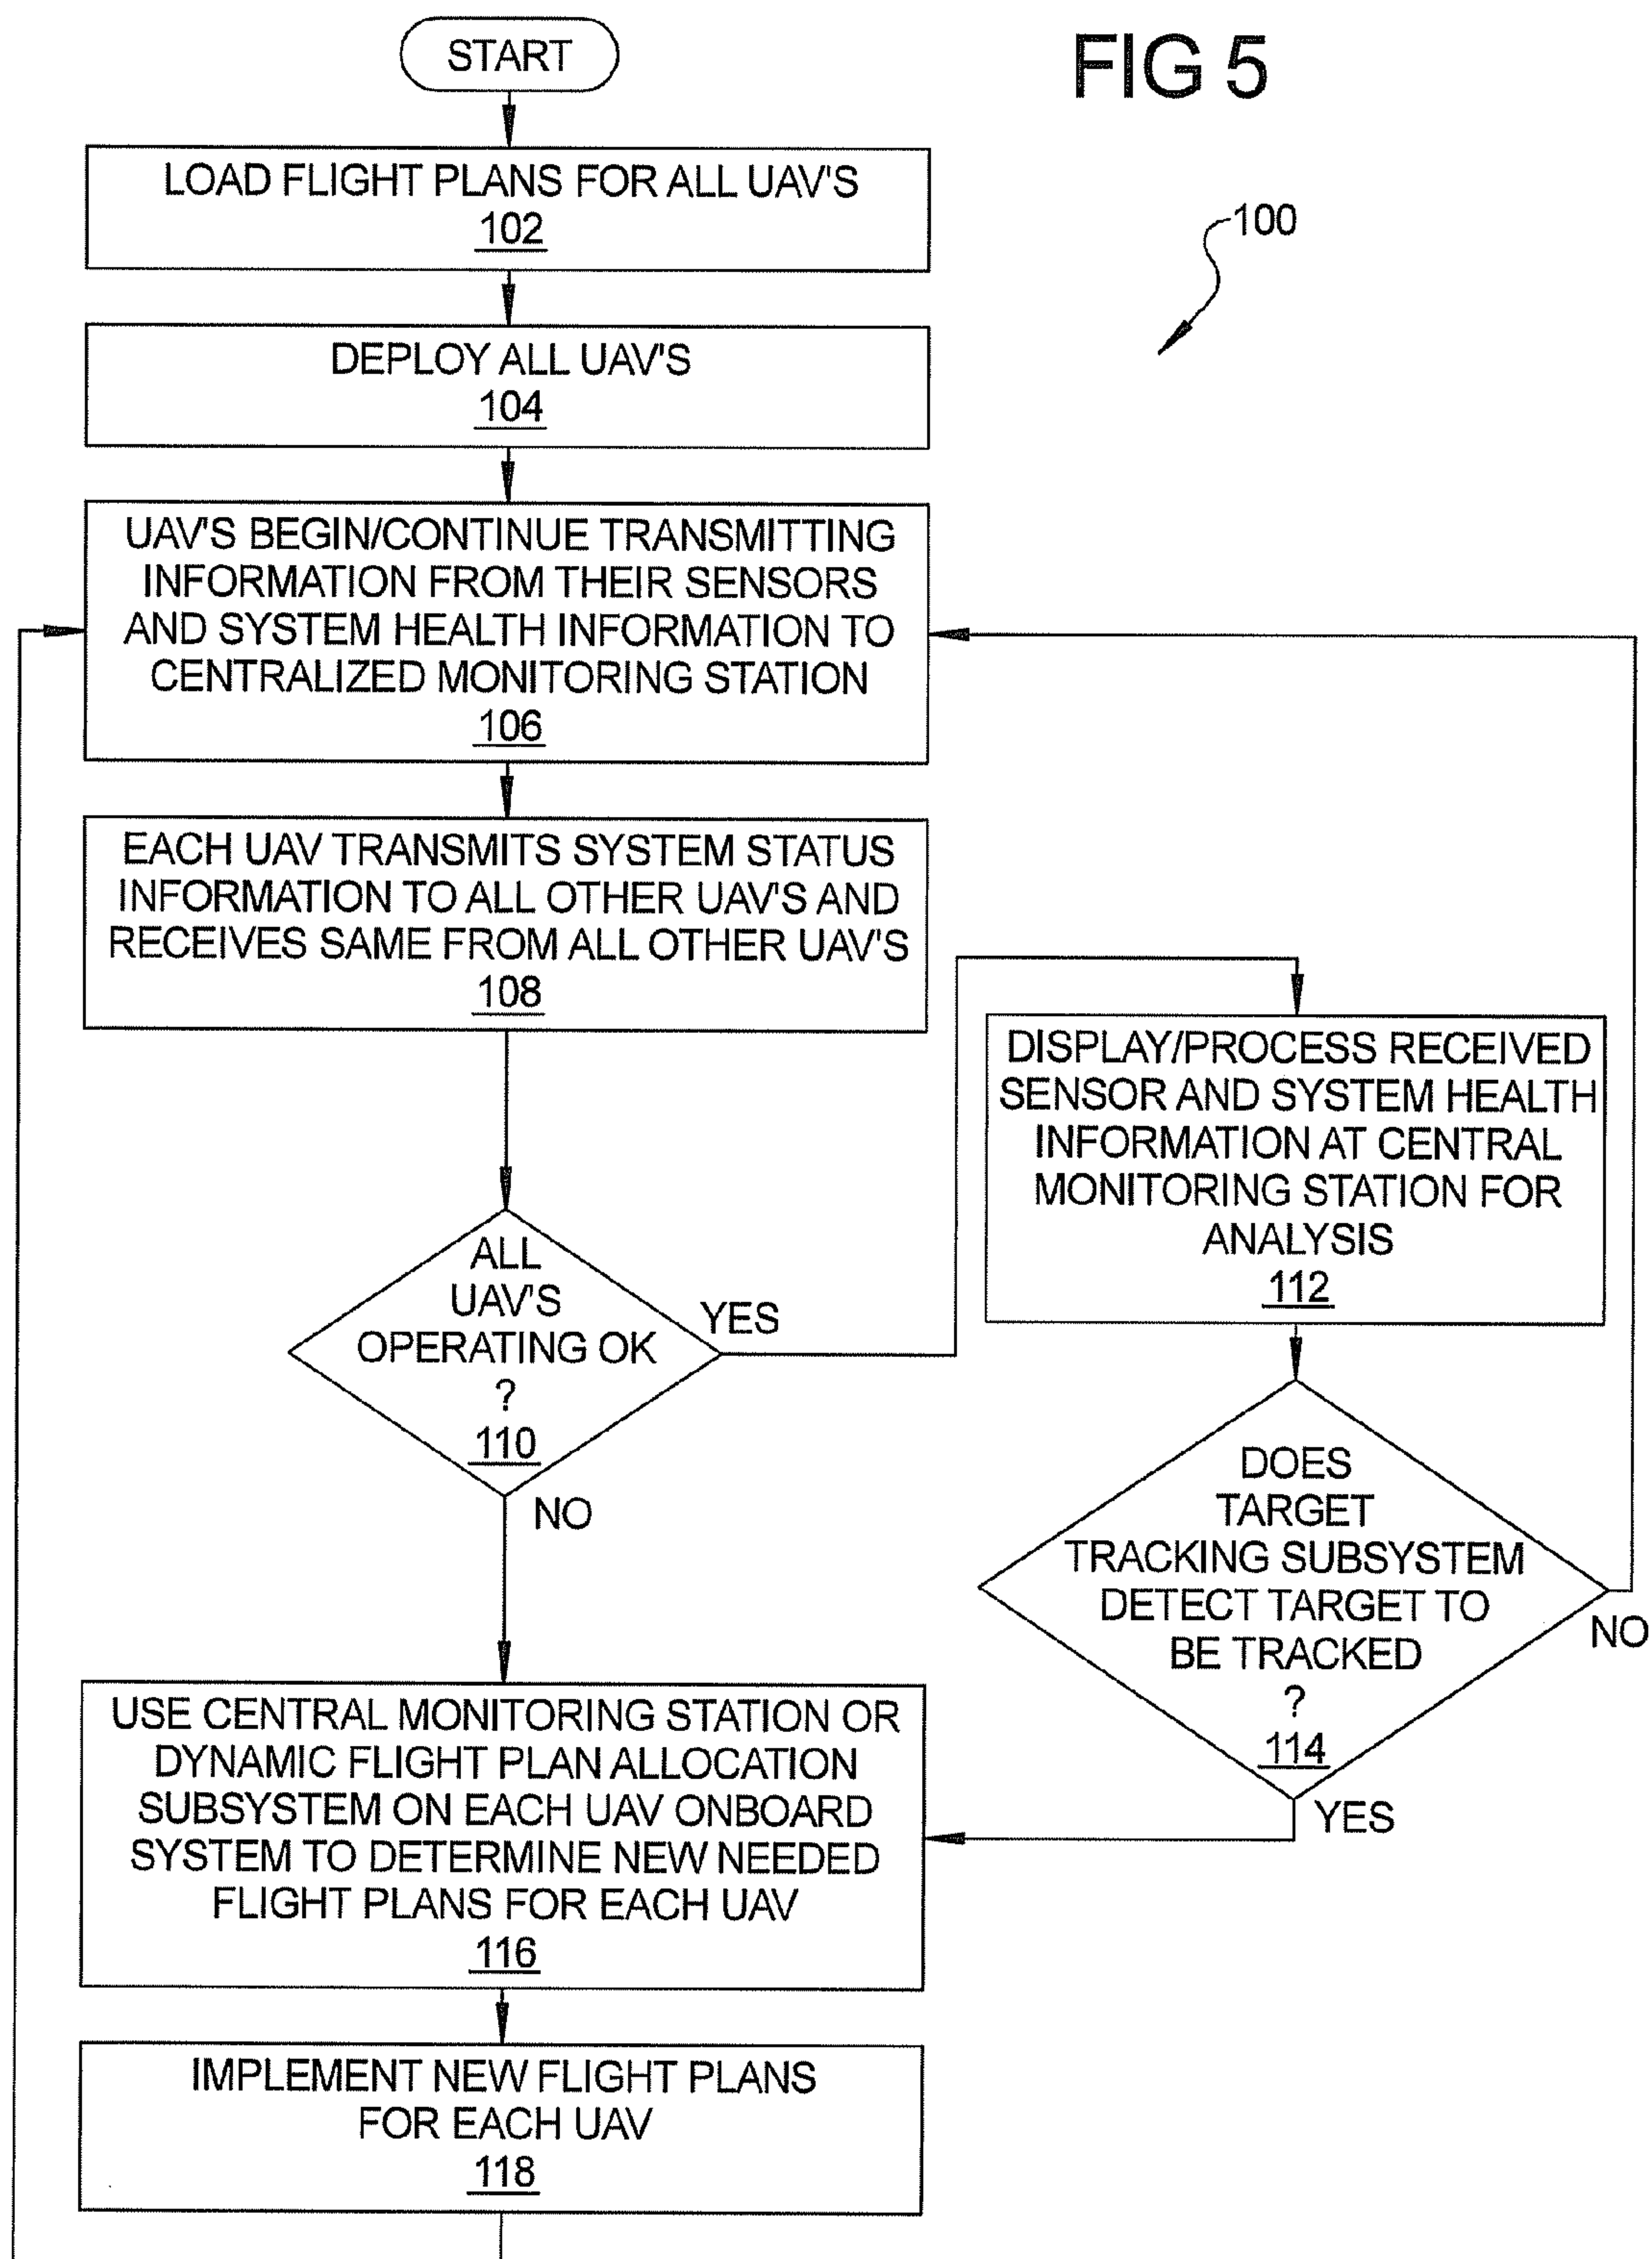 START
FIG 5
LOAD FLIGHT PLANS FOR ALL UAV'S
102
100
DEPLOY ALL UAV'S
104
UAV'S BEGIN/CONTINUE TRANSMITTING
INFORMATION FROM THEIR SENSORS
AND SYSTEM HEALTH INFORMATION TO
CENTRALIZED MONITORING STATION
106
EACH UAV TRANSMITS SYSTEM STATUS
INFORMATION TO ALL OTHER UAV'S AND
RECEIVES SAME FROM ALL OTHER UAV'S
108
ALL
UAV'S
OPERATING OK
?
110
YES
NO
DISPLAY/PROCESS RECEIVED
SENSOR AND SYSTEM HEALTH
INFORMATION AT CENTRAL
MONITORING STATION FOR
ANALYSIS
112
DOES
TARGET
TRACKING SUBSYSTEM
DETECT TARGET TO
BE TRACKED
?
114
NO
YES
USE CENTRAL MONITORING STATION OR
DYNAMIC FLIGHT PLAN ALLOCATION
SUBSYSTEM ON EACH UAV ONBOARD
SYSTEM TO DETERMINE NEW NEEDED
FLIGHT PLANS FOR EACH UAV
116
IMPLEMENT NEW FLIGHT PLANS
FOR EACH UAV
118